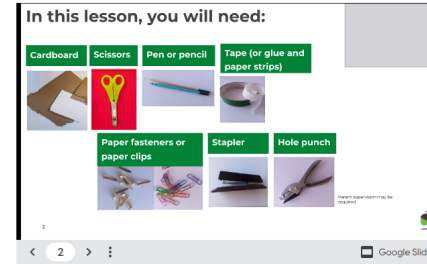 In this lesson, you will need:
Cardboard
Scissors
Pen or pencil
Tape (or glue and
paper strips)
Paper fasteners or
paper clips
Stapler
Hole punch
Parent supervision may be
required.
2
2
Google Slid